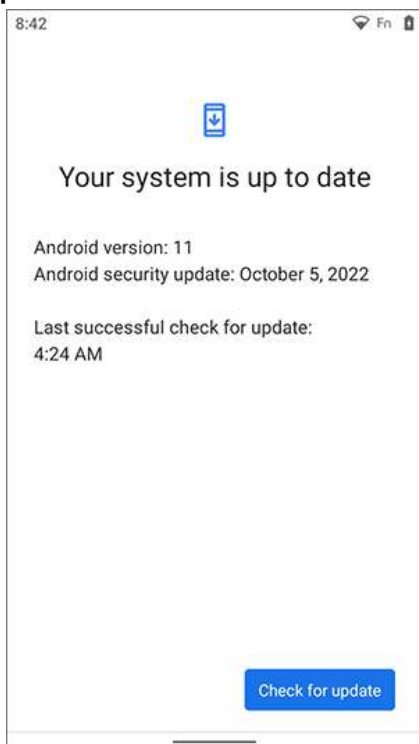 8:42 Fn
Your system is up to date
Android version: 11
Android security update: October 5, 2022
Last successful check for update:
4:24 AM
Check for update